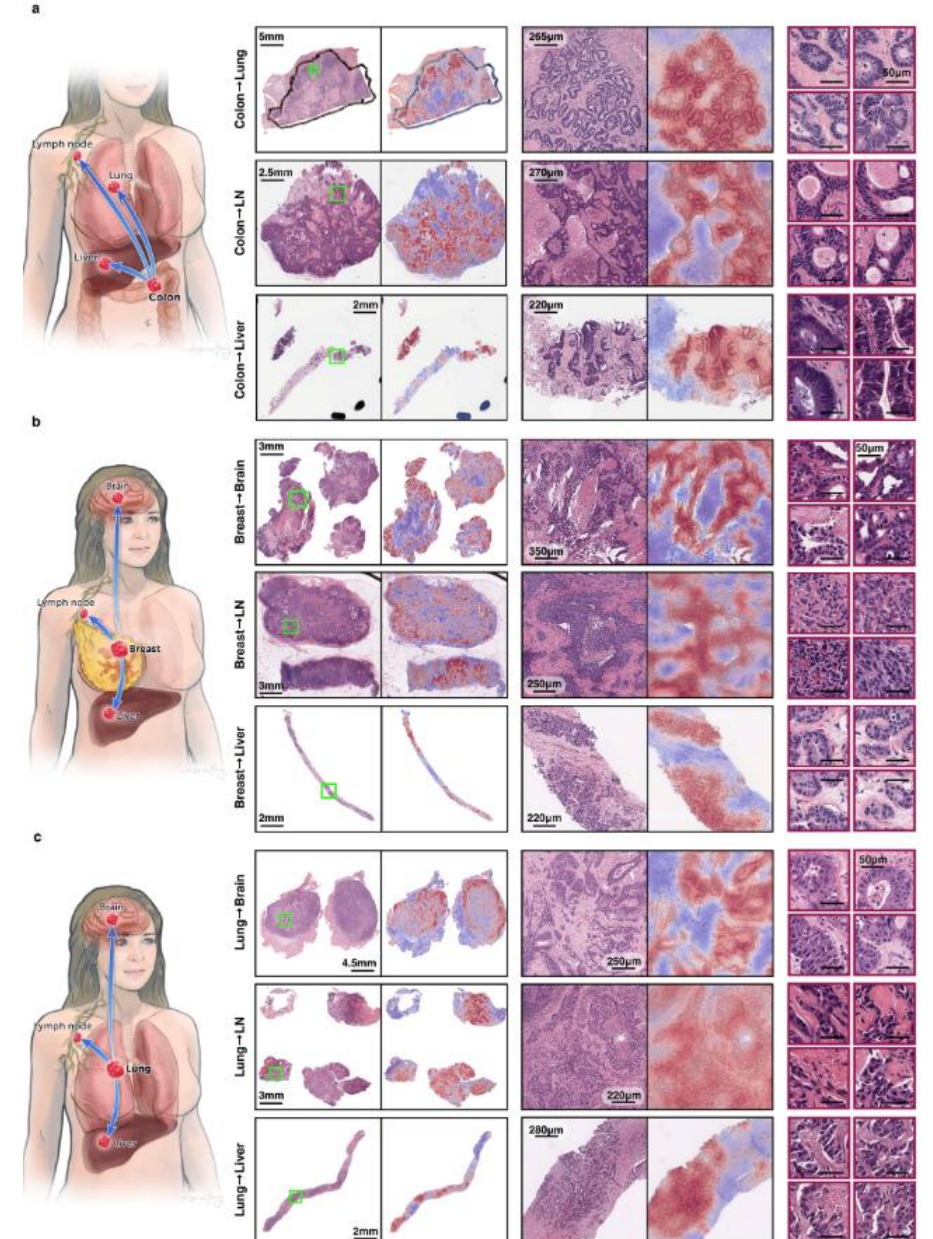 a
Colon→Lung
5mm
265µm
50µm
Lymph node
Lung
Liver
Colon
Colon→LN
2.5mm
270µm
Colon→Liver
2mm
220µm
b
Breast→Brain
3mm
350µm
50µm
Brain
Lymph node
Breast
Liver
Breast→LN
3mm
250µm
Breast→Liver
2mm
220µm
c
Lung→Brain
4.5mm
250µm
50µm
Brain
ymph node
Lung
Liver
Lung→LN
3mm
220µm
Lung→Liver
2mm
280µm